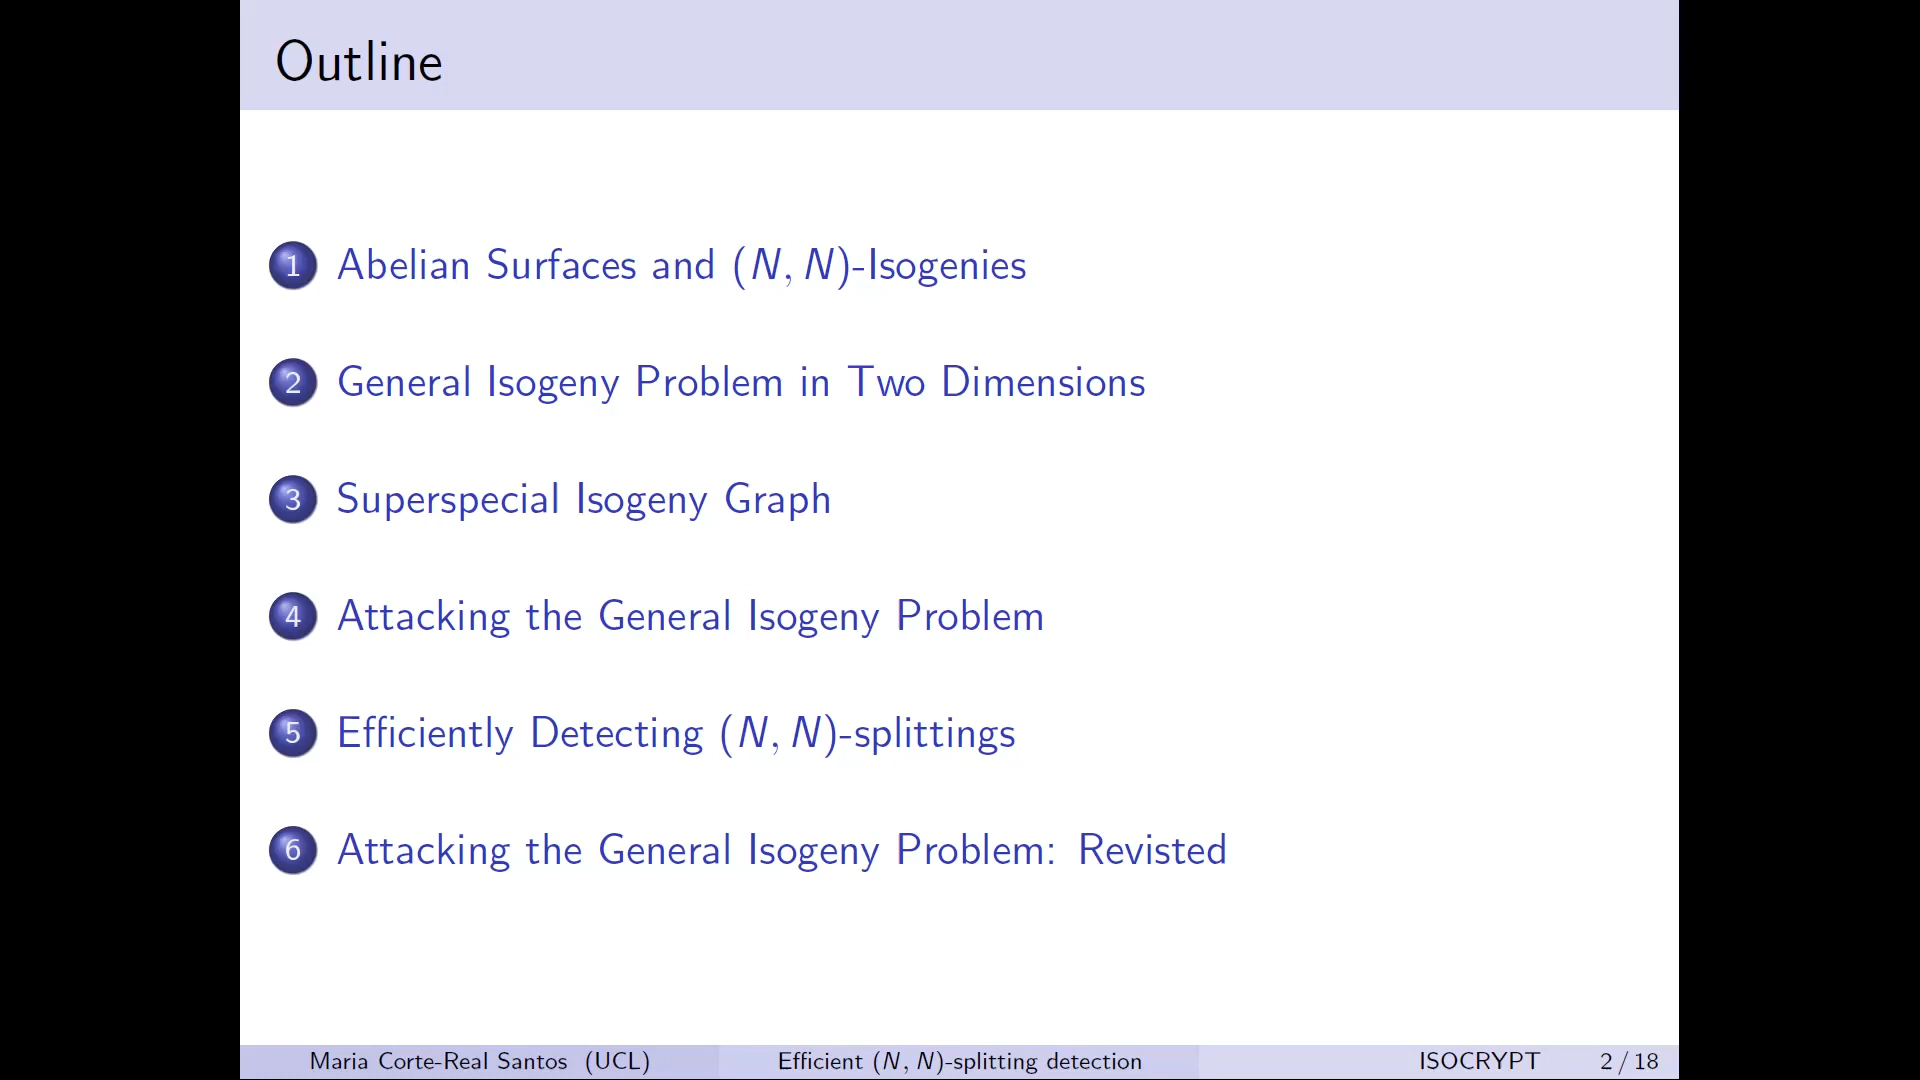 Outline
1 Abelian Surfaces and (N, N)-Isogenies
2 General Isogeny Problem in Two Dimensions
3 Superspecial Isogeny Graph
4 Attacking the General Isogeny Problem
5 Efficiently Detecting (N, N)-splittings
6 Attacking the General Isogeny Problem: Revisted
Maria Corte-Real Santos (UCL) Efficient (N, N)-splitting detection ISOCRYPT 2 / 18